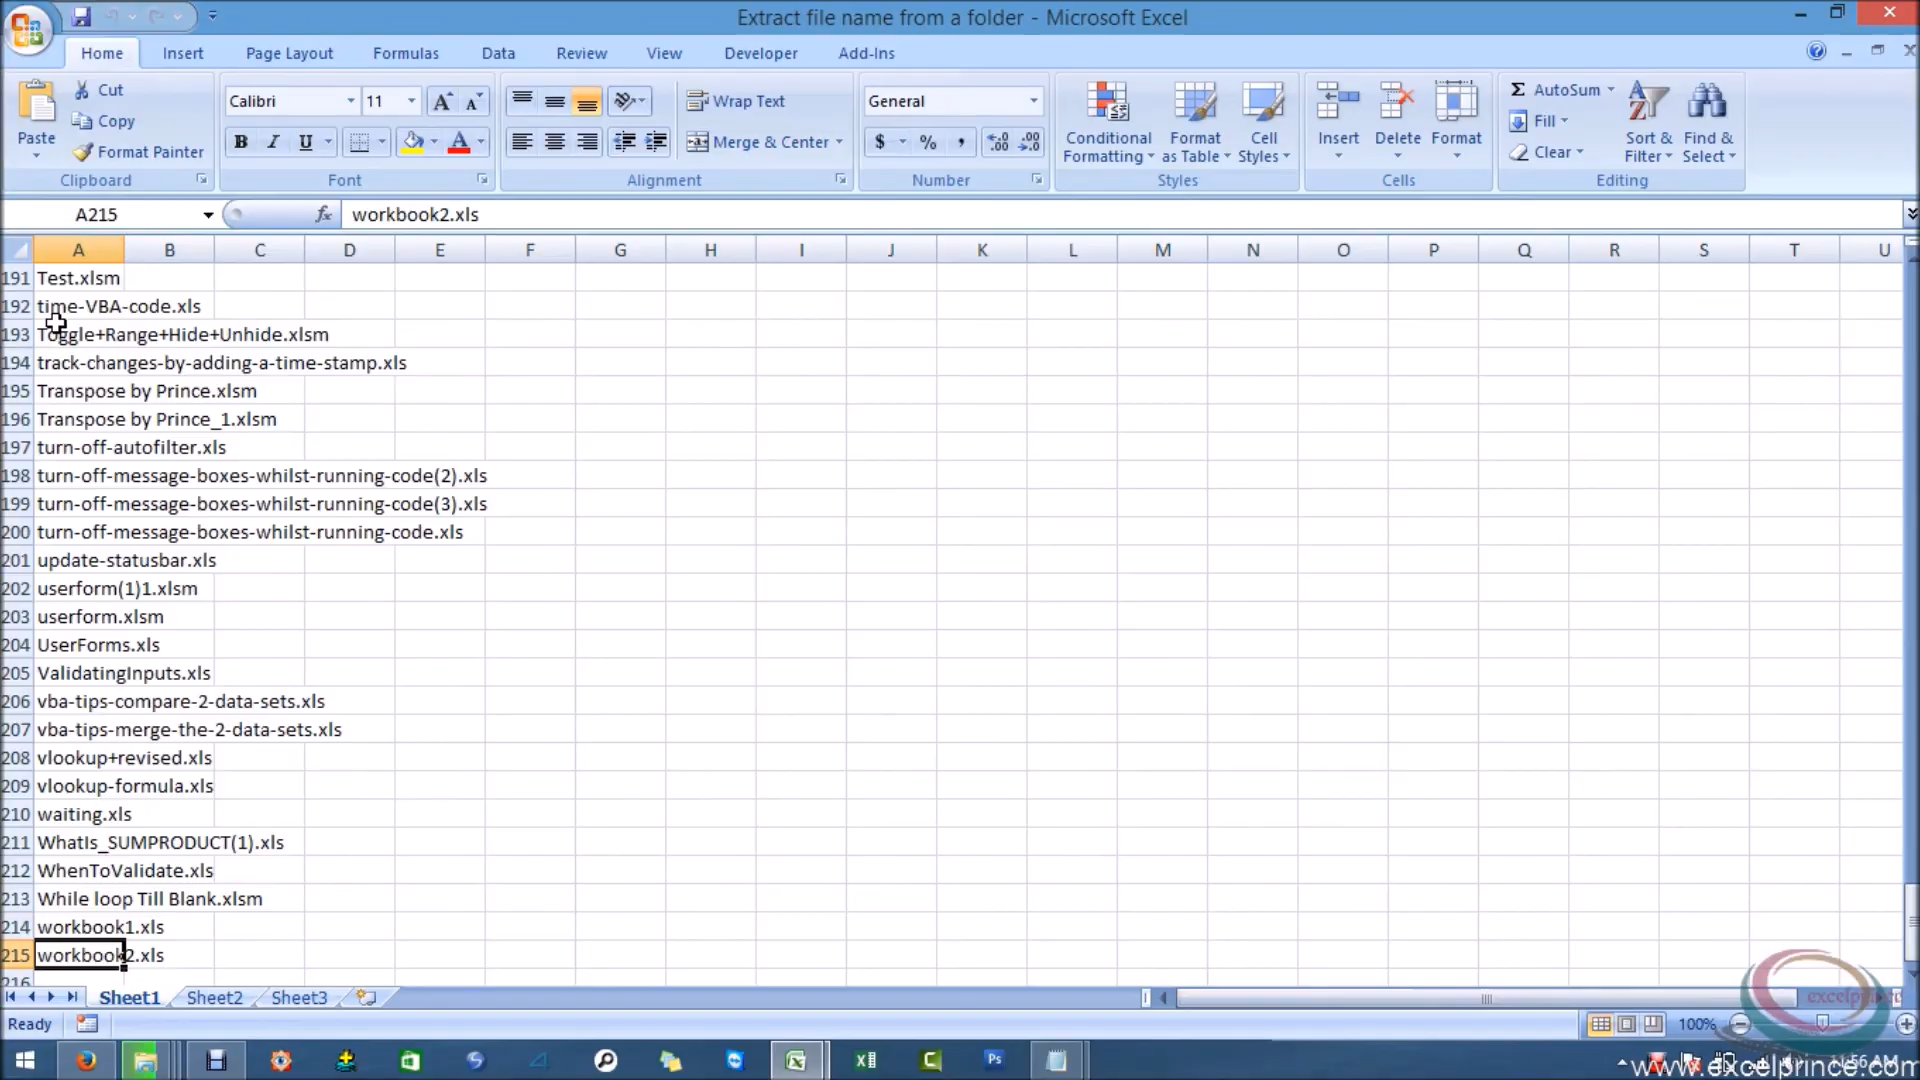 Extract file name from a folder - Microsoft Excel
Home Insert Page Layout Formulas Data Review View Developer Add-Ins
Paste Cut Copy Format Painter Clipboard
Calibri 11 B I U A A A Font
Wrap Text Merge & Center Alignment
General $ % , Number
Conditional Formatting Format as Table Cell Styles Styles
Insert Delete Format Cells
Σ AutoSum Fill Clear Sort & Filter Find & Select Editing
A215 fx workbook2.xls
A B C D E F G H I J K L M N O P Q R S T U
191 Test.xlsm
192 time-VBA-code.xls
193 Toggle+Range+Hide+Unhide.xlsm
194 track-changes-by-adding-a-time-stamp.xls
195 Transpose by Prince.xlsm
196 Transpose by Prince_1.xlsm
197 turn-off-autofilter.xls
198 turn-off-message-boxes-whilst-running-code(2).xls
199 turn-off-message-boxes-whilst-running-code(3).xls
200 turn-off-message-boxes-whilst-running-code.xls
201 update-statusbar.xls
202 userform(1)1.xlsm
203 userform.xlsm
204 UserForms.xls
205 ValidatingInputs.xls
206 vba-tips-compare-2-data-sets.xls
207 vba-tips-merge-the-2-data-sets.xls
208 vlookup+revised.xls
209 vlookup-formula.xls
210 waiting.xls
211 WhatIs_SUMPRODUCT(1).xls
212 WhenToValidate.xls
213 While loop Till Blank.xlsm
214 workbook1.xls
215 workbook2.xls
216
Sheet1 Sheet2 Sheet3
Ready 100%
www.excelprince.com